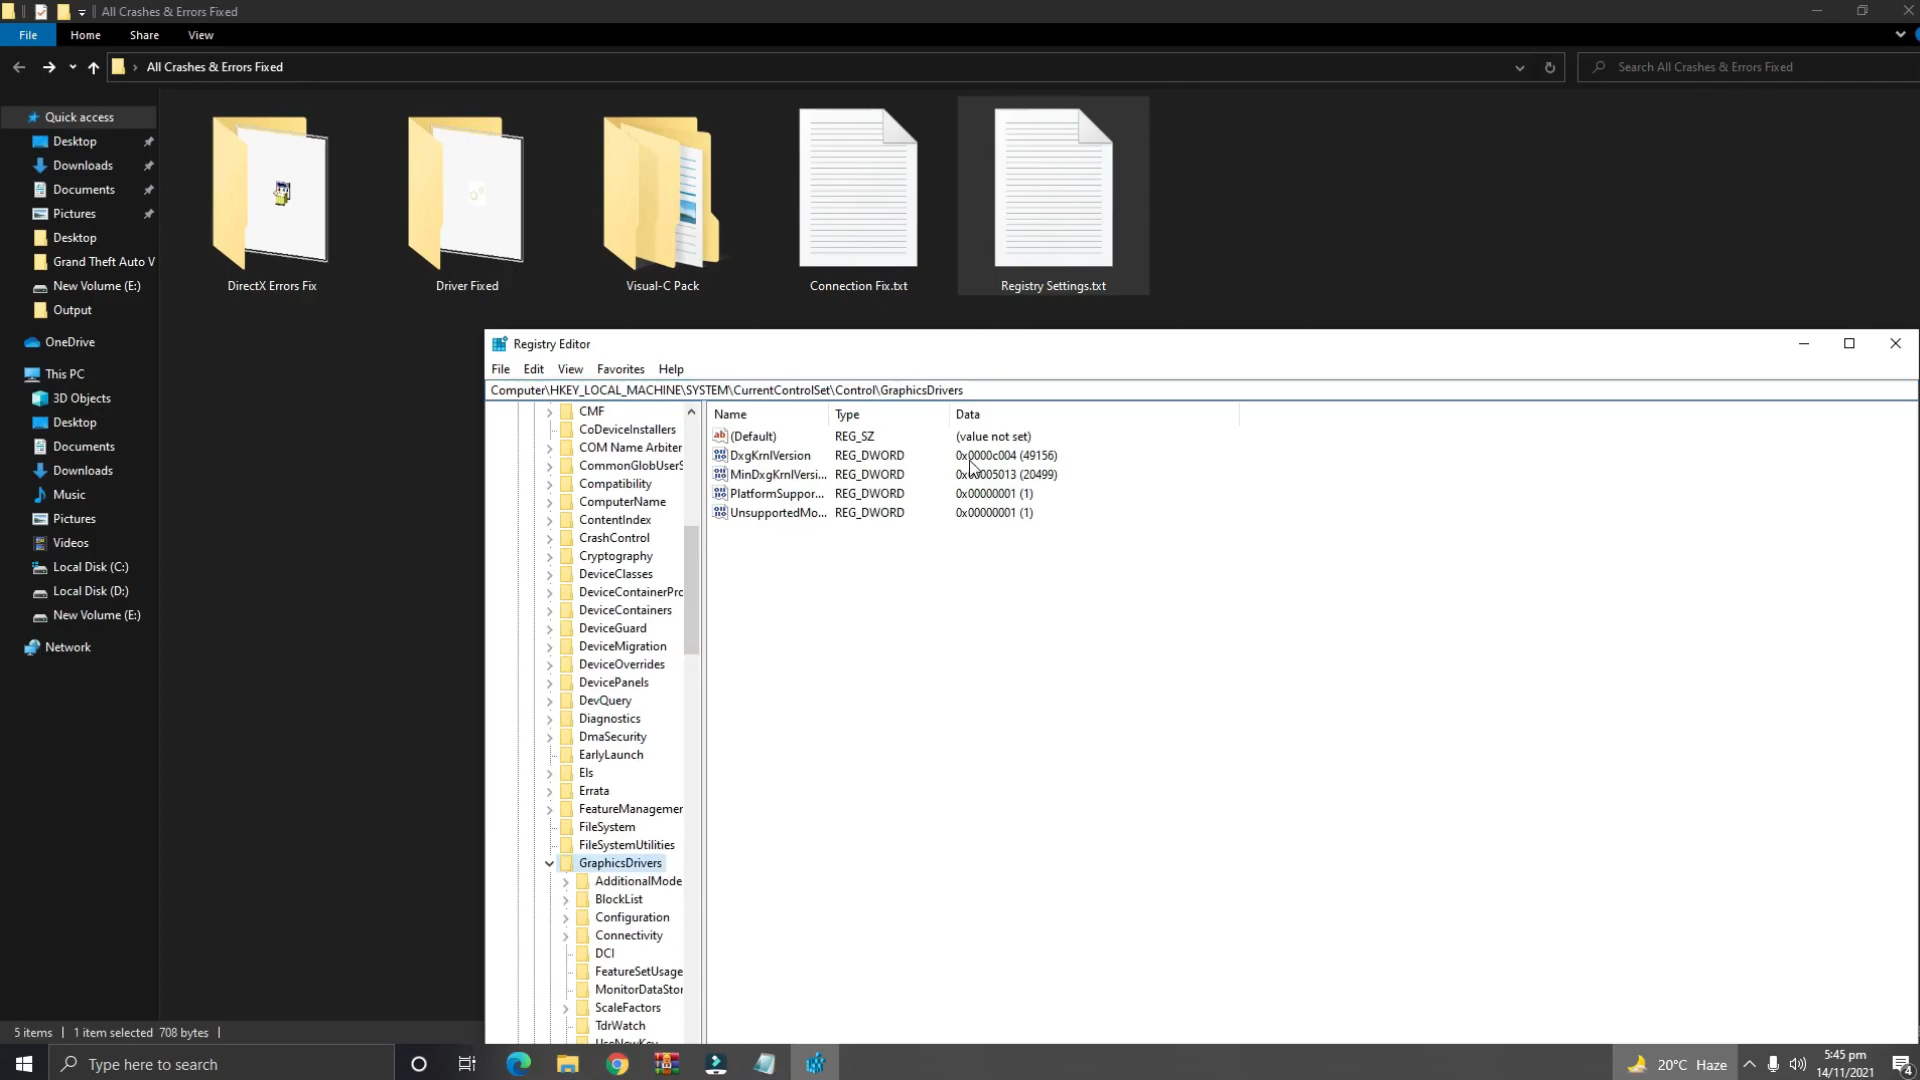 All Crashes & Errors Fixed
File Home Share View
All Crashes & Errors Fixed
Search All Crashes & Errors Fixed
Quick access
Desktop
Downloads
Documents
Pictures
Desktop
Grand Theft Auto V
New Volume (E:)
Output
OneDrive
This PC
3D Objects
Desktop
Documents
Downloads
Music
Pictures
Videos
Local Disk (C:)
Local Disk (D:)
New Volume (E:)
Network
DirectX Errors Fix
Driver Fixed
Visual-C Pack
Connection Fix.txt
Registry Settings.txt
Registry Editor
File Edit View Favorites Help
Computer\HKEY_LOCAL_MACHINE\SYSTEM\CurrentControlSet\Control\GraphicsDrivers
CMF
CoDeviceInstallers
COM Name Arbiter
CommonGlobUserS
Compatibility
ComputerName
ContentIndex
CrashControl
Cryptography
DeviceClasses
DeviceContainerPro
DeviceContainers
DeviceGuard
DeviceMigration
DeviceOverrides
DevicePanels
DevQuery
Diagnostics
DmaSecurity
EarlyLaunch
Els
Errata
FeatureManagemer
FileSystem
FileSystemUtilities
GraphicsDrivers
AdditionalMode
BlockList
Configuration
Connectivity
DCI
FeatureSetUsage
MonitorDataStor
ScaleFactors
TdrWatch
UseNewKey
Name Type Data
(Default) REG_SZ (value not set)
DxgKrnlVersion REG_DWORD 0x0000c004 (49156)
MinDxgKrnlVersi... REG_DWORD 0x00005013 (20499)
PlatformSuppor... REG_DWORD 0x00000001 (1)
UnsupportedMo... REG_DWORD 0x00000001 (1)
5 items 1 item selected 708 bytes
Type here to search
20°C Haze
5:45 pm
14/11/2021
4